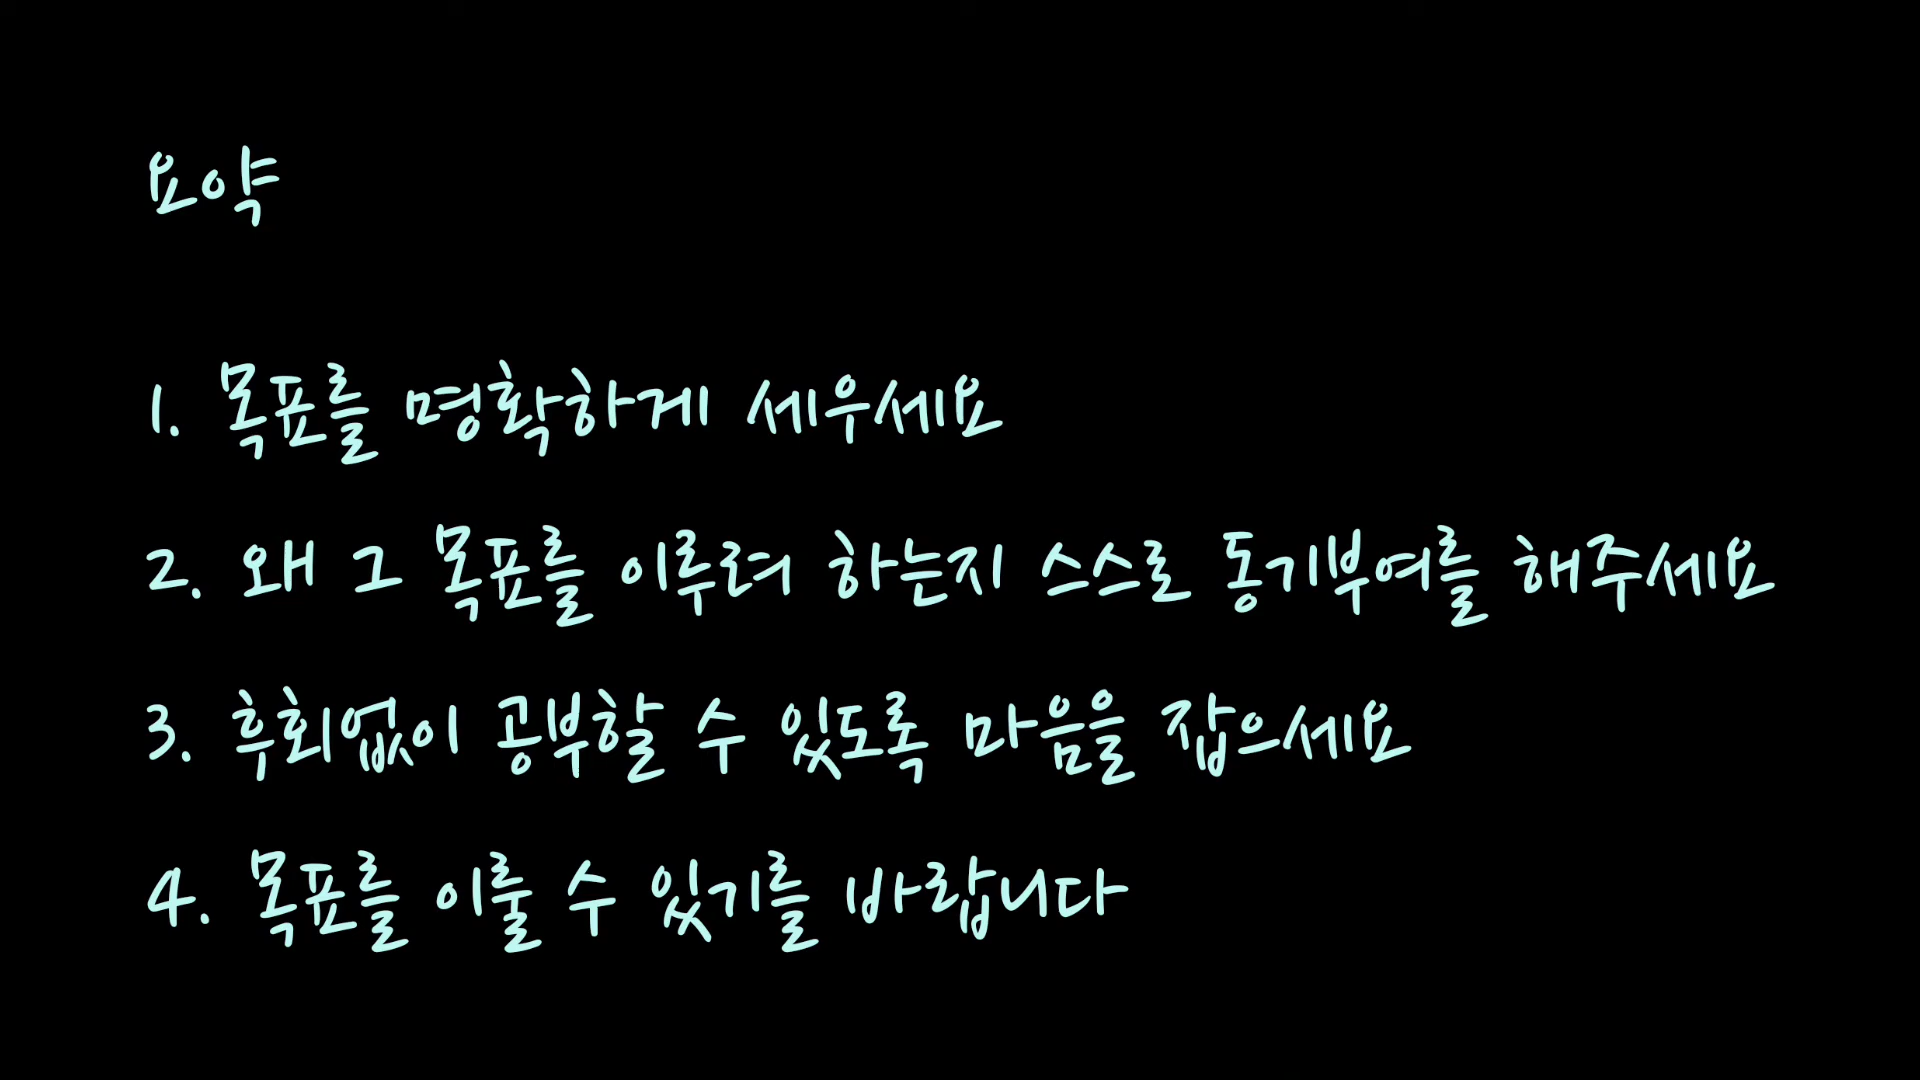 요약
1. 목표를 명확하게 세우세요
2. 왜 그 목표를 이루려 하는지 스스로 동기부여를 해주세요
3. 후회없이 공부할 수 있도록 마음을 잡으세요
4. 목표를 이룰 수 있기를 바랍니다